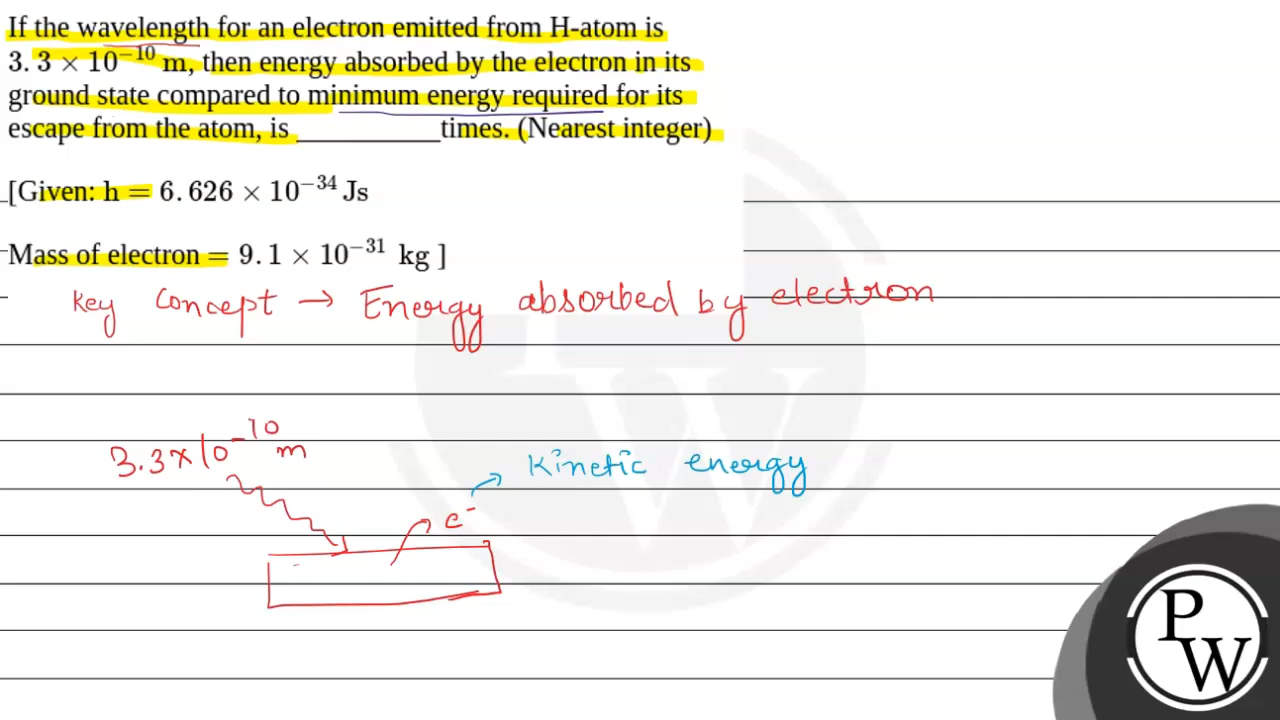 If the wavelength for an electron emitted from H-atom is
3.3 × 10⁻¹⁰ m, then energy absorbed by the electron in its
ground state compared to minimum energy required for its
escape from the atom, is __________ times. (Nearest integer)
[Given: h = 6.626 × 10⁻³⁴ Js
Mass of electron = 9.1 × 10⁻³¹ kg ]
Key Concept → Energy absorbed by electron
3.3×10⁻¹⁰ m
Kinetic energy
e⁻
P
W